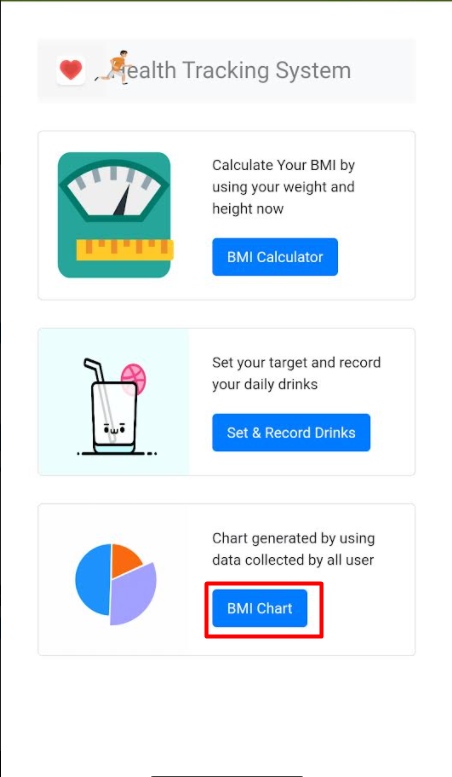 Health Tracking System
Calculate Your BMI by
using your weight and
height now
BMI Calculator
Set your target and record
your daily drinks
Set & Record Drinks
Chart generated by using
data collected by all user
BMI Chart